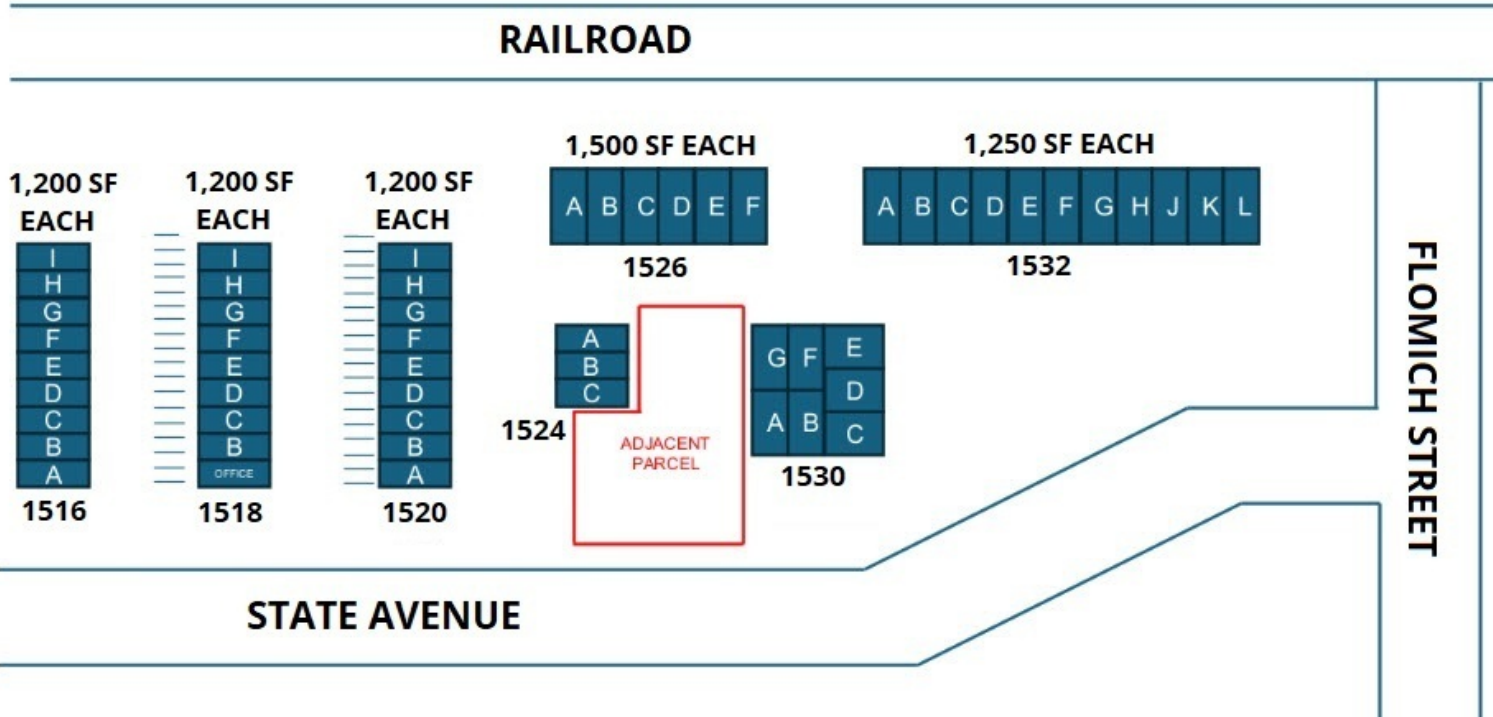 RAILROAD
1,200 SF
EACH
I
H
G
F
E
D
C
B
A
1516
1,200 SF
EACH
I
H
G
F
E
D
C
B
OFFICE
1518
1,200 SF
EACH
I
H
G
F
E
D
C
B
A
1520
1,500 SF EACH
A B C D E F
1526
1,250 SF EACH
A B C D E F G H J K L
1532
A
B
C
1524
ADJACENT
PARCEL
G F E
D
A B C
1530
STATE AVENUE
FLOMICH STREET